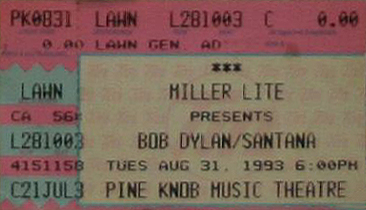 PK0831 LAWN L281003 C 0.00
0.00 LAWN GEN. AD
***
LAWN MILLER LITE
CA 56X PRESENTS
L281003 BOB DYLAN/SANTANA
4151158 TUES AUG 31, 1993 6:00PM
C21JUL3 PINE KNOB MUSIC THEATRE